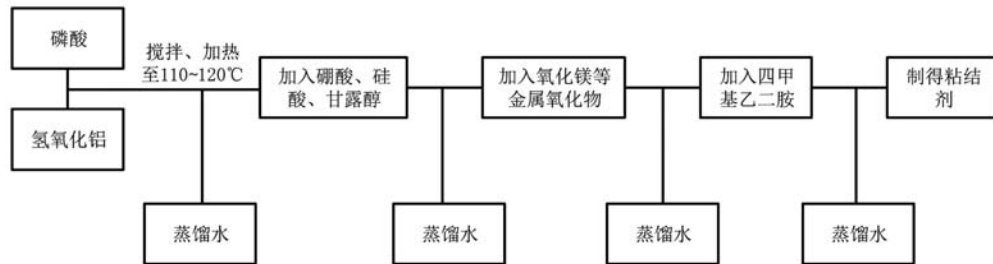 磷酸
搅拌、加热
至110~120℃
加入硼酸、硅
酸、甘露醇
加入氧化镁等
金属氧化物
加入四甲
基乙二胺
制得粘结
剂
氢氧化铝
蒸馏水
蒸馏水
蒸馏水
蒸馏水